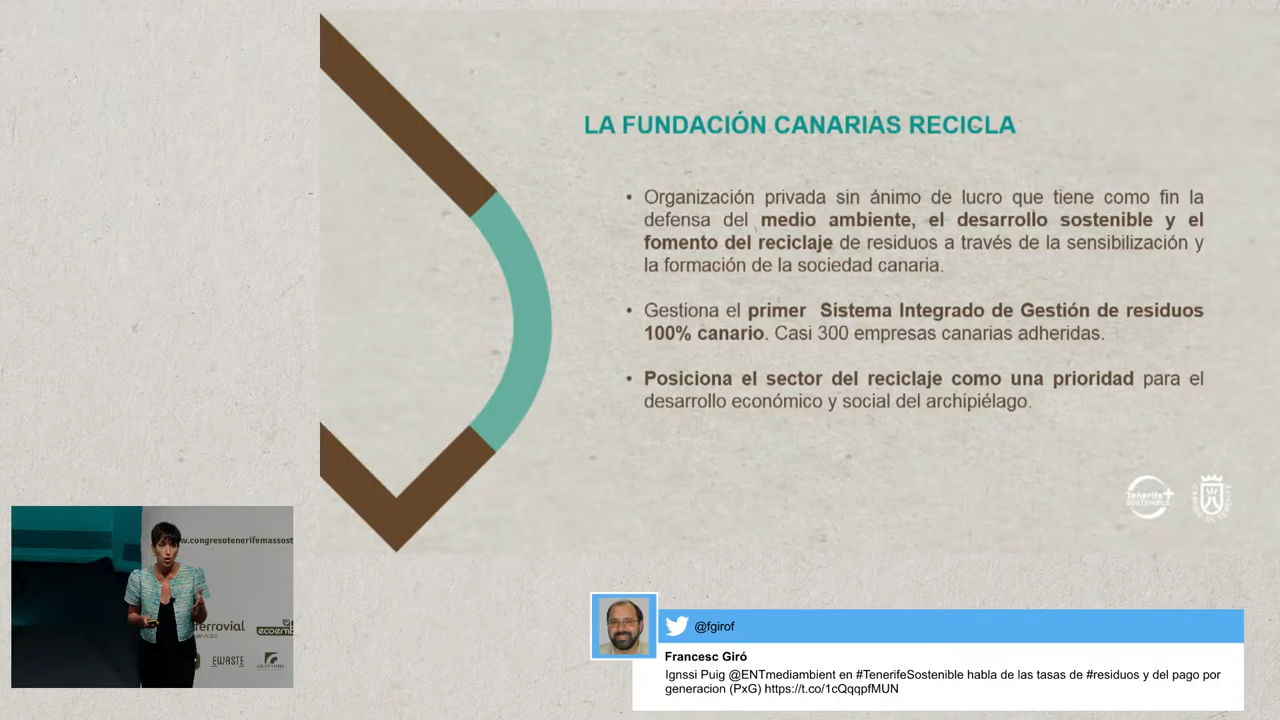 LA FUNDACIÓN CANARIAS RECICLA
• Organización privada sin ánimo de lucro que tiene como fin la
defensa del medio ambiente, el desarrollo sostenible y el
fomento del reciclaje de residuos a través de la sensibilización y
la formación de la sociedad canaria.
• Gestiona el primer Sistema Integrado de Gestión de residuos
100% canario. Casi 300 empresas canarias adheridas.
• Posiciona el sector del reciclaje como una prioridad para el
desarrollo económico y social del archipiélago.
Tenerife+
SOSTENIBLE
CABILDO DE TENERIFE
w.congresotenerifemassost
ferrovial
servicios
ecoemb
EWASTE
@fgirof
Francesc Giró
Ignssi Puig @ENTmediambient en #TenerifeSostenible habla de las tasas de #residuos y del pago por
generacion (PxG) https://t.co/1cQqqpfMUN